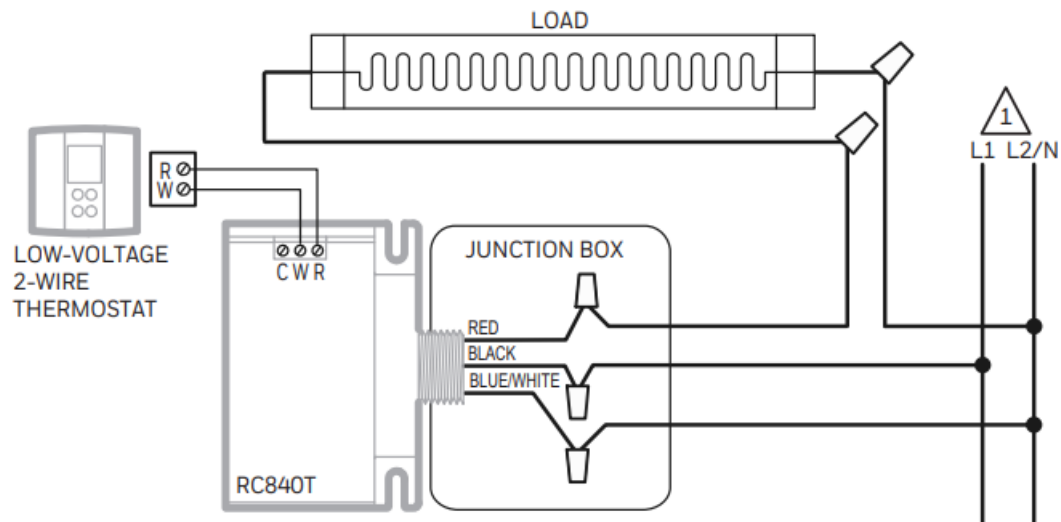 LOAD
1
L1 L2/N
R
W
LOW-VOLTAGE
2-WIRE
THERMOSTAT
C W R
JUNCTION BOX
RED
BLACK
BLUE/WHITE
RC840T